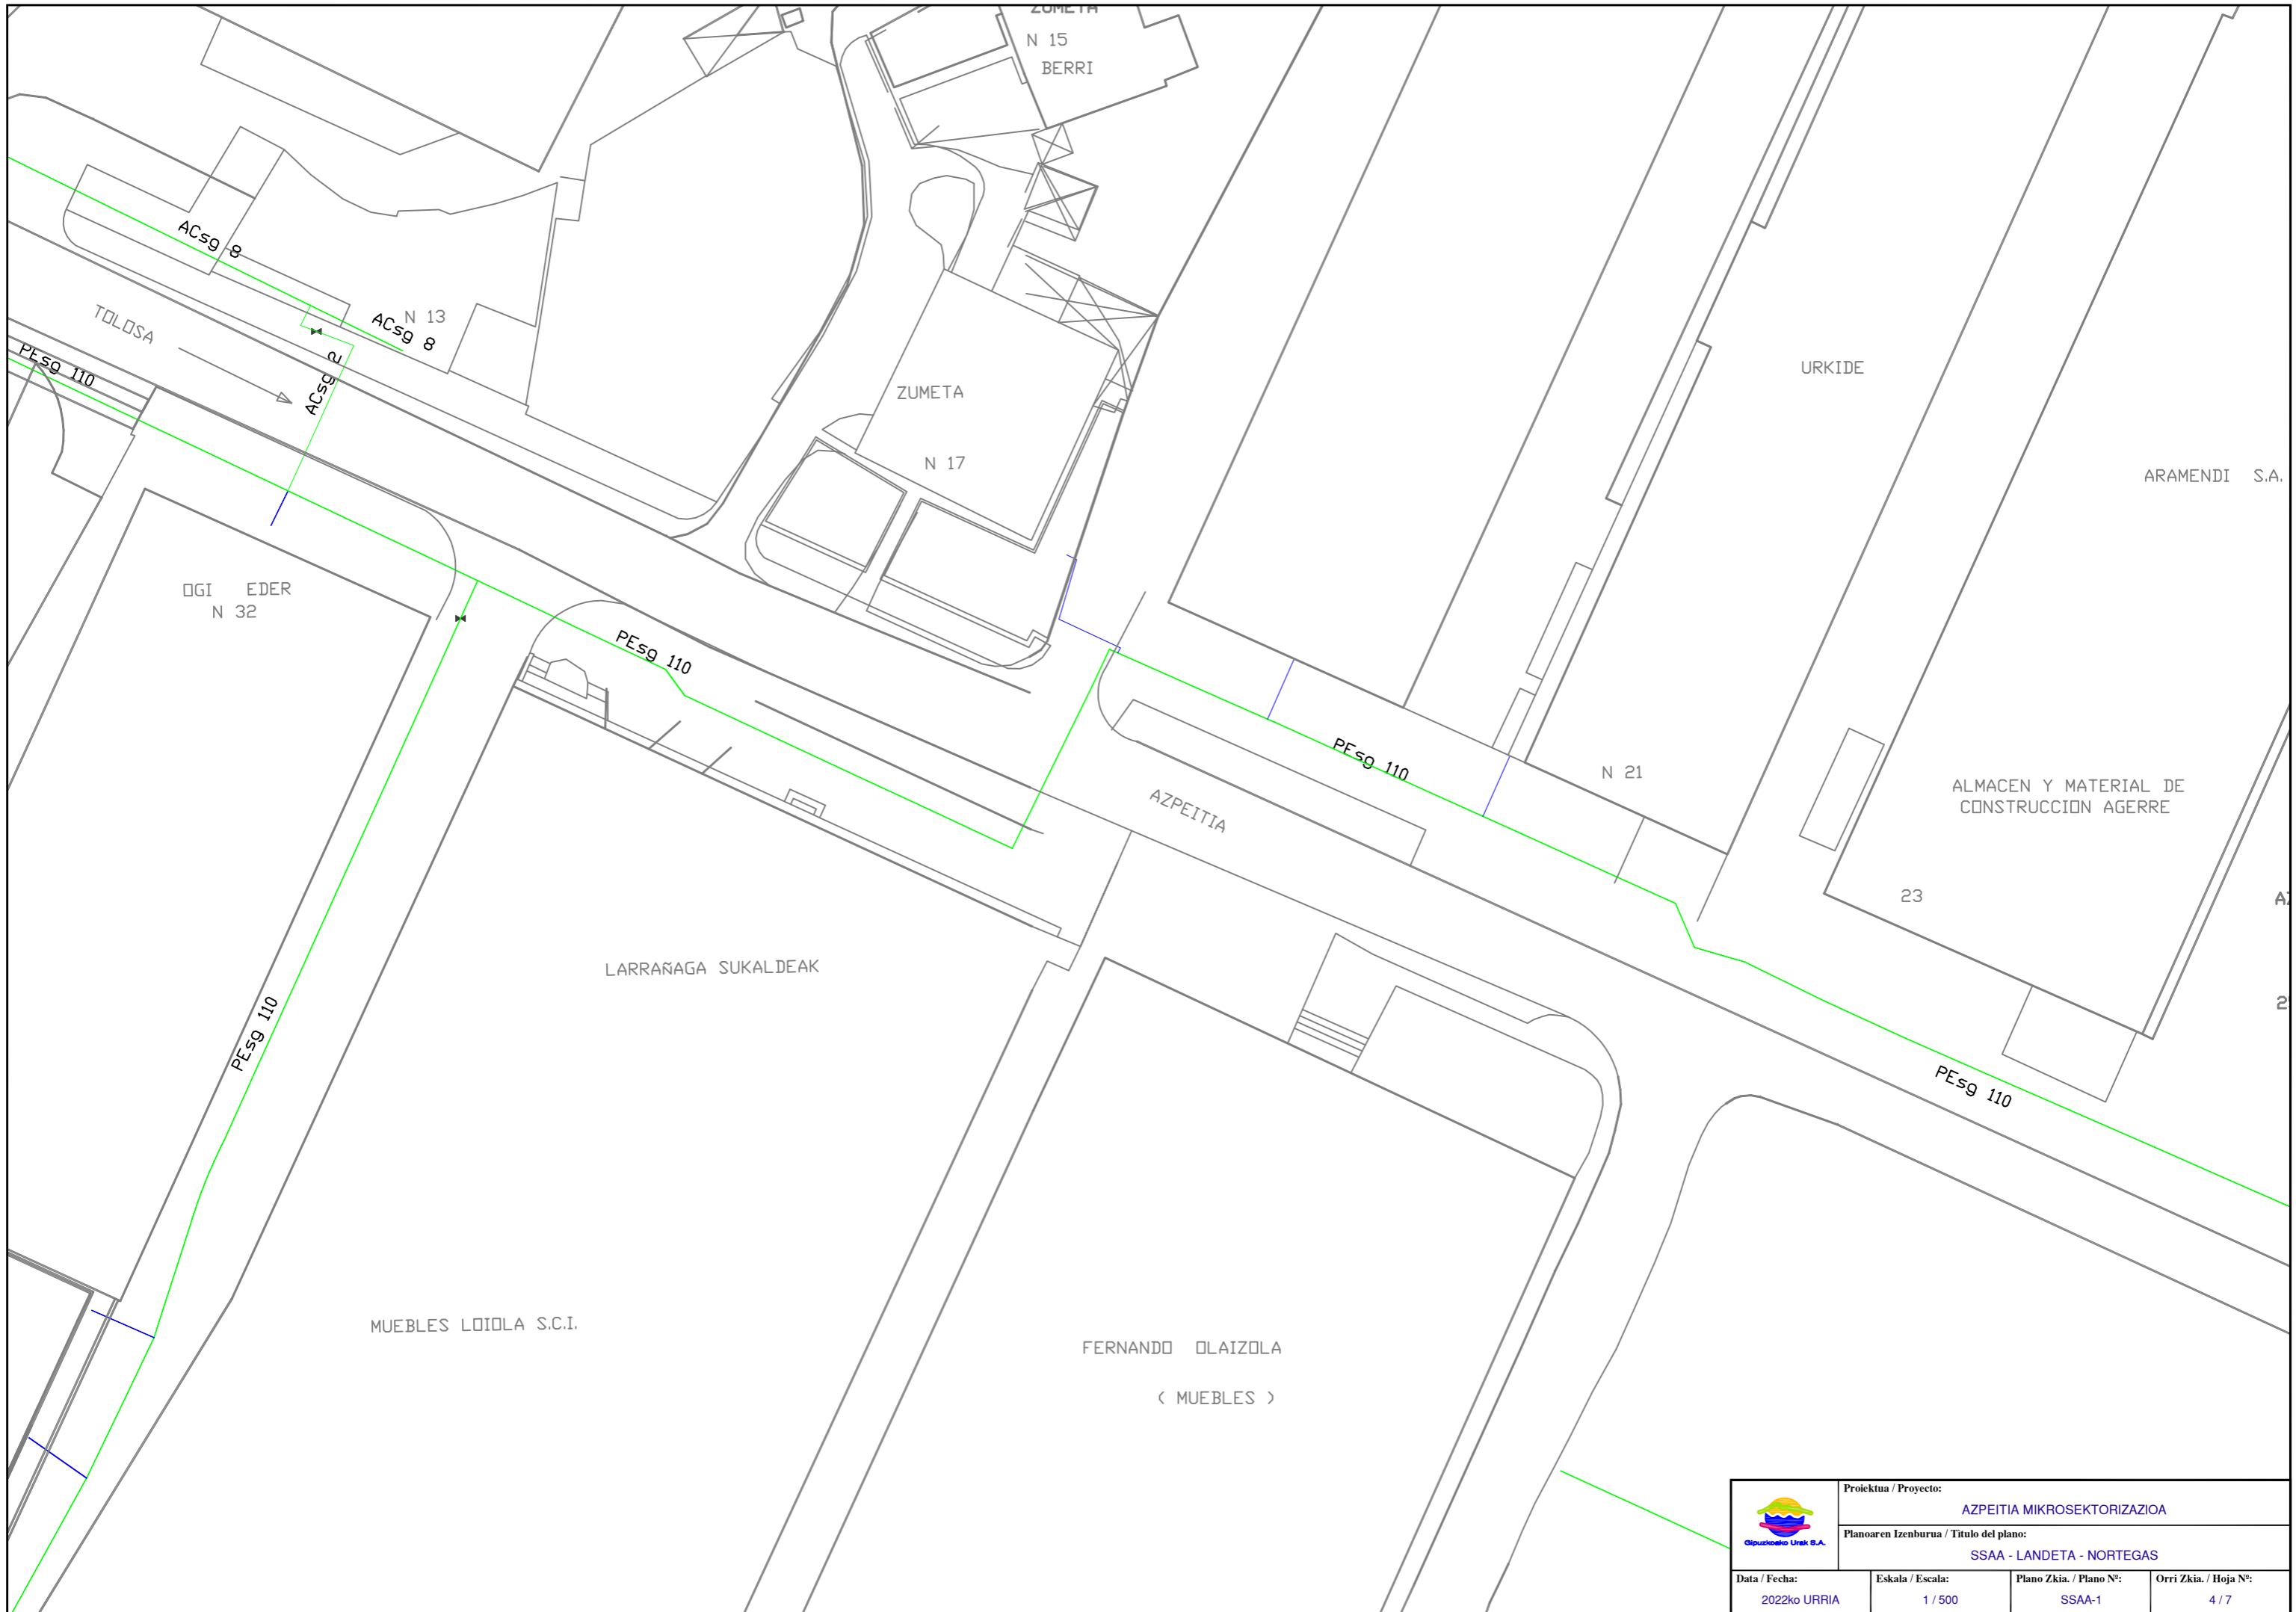 ZUMETA
N 15
BERRI
ACsg 8
TOLOSA
N 13
ACsg 8
PEsg 110
ACsg 2
ZUMETA
N 17
URKIDE
ARAMENDI S.A.
OGI EDER
N 32
PEsg 110
PEsg 110
N 21
AZPEITIA
ALMACEN Y MATERIAL DE
CONSTRUCCION AGERRE
23
LARRAÑAGA SUKALDEAK
PEsg 110
PEsg 110
MUEBLES LOIOLA S.C.I.
FERNANDO OLAIZOLA
( MUEBLES )
Gipuzkoako Urak S.A.
Proiektua / Proyecto:
AZPEITIA MIKROSEKTORIZAZIOA
Planoaren Izenburua / Titulo del plano:
SSAA - LANDETA - NORTEGAS
Data / Fecha:
2022ko URRIA
Eskala / Escala:
1 / 500
Plano Zkia. / Plano Nº:
SSAA-1
Orri Zkia. / Hoja Nº:
4 / 7